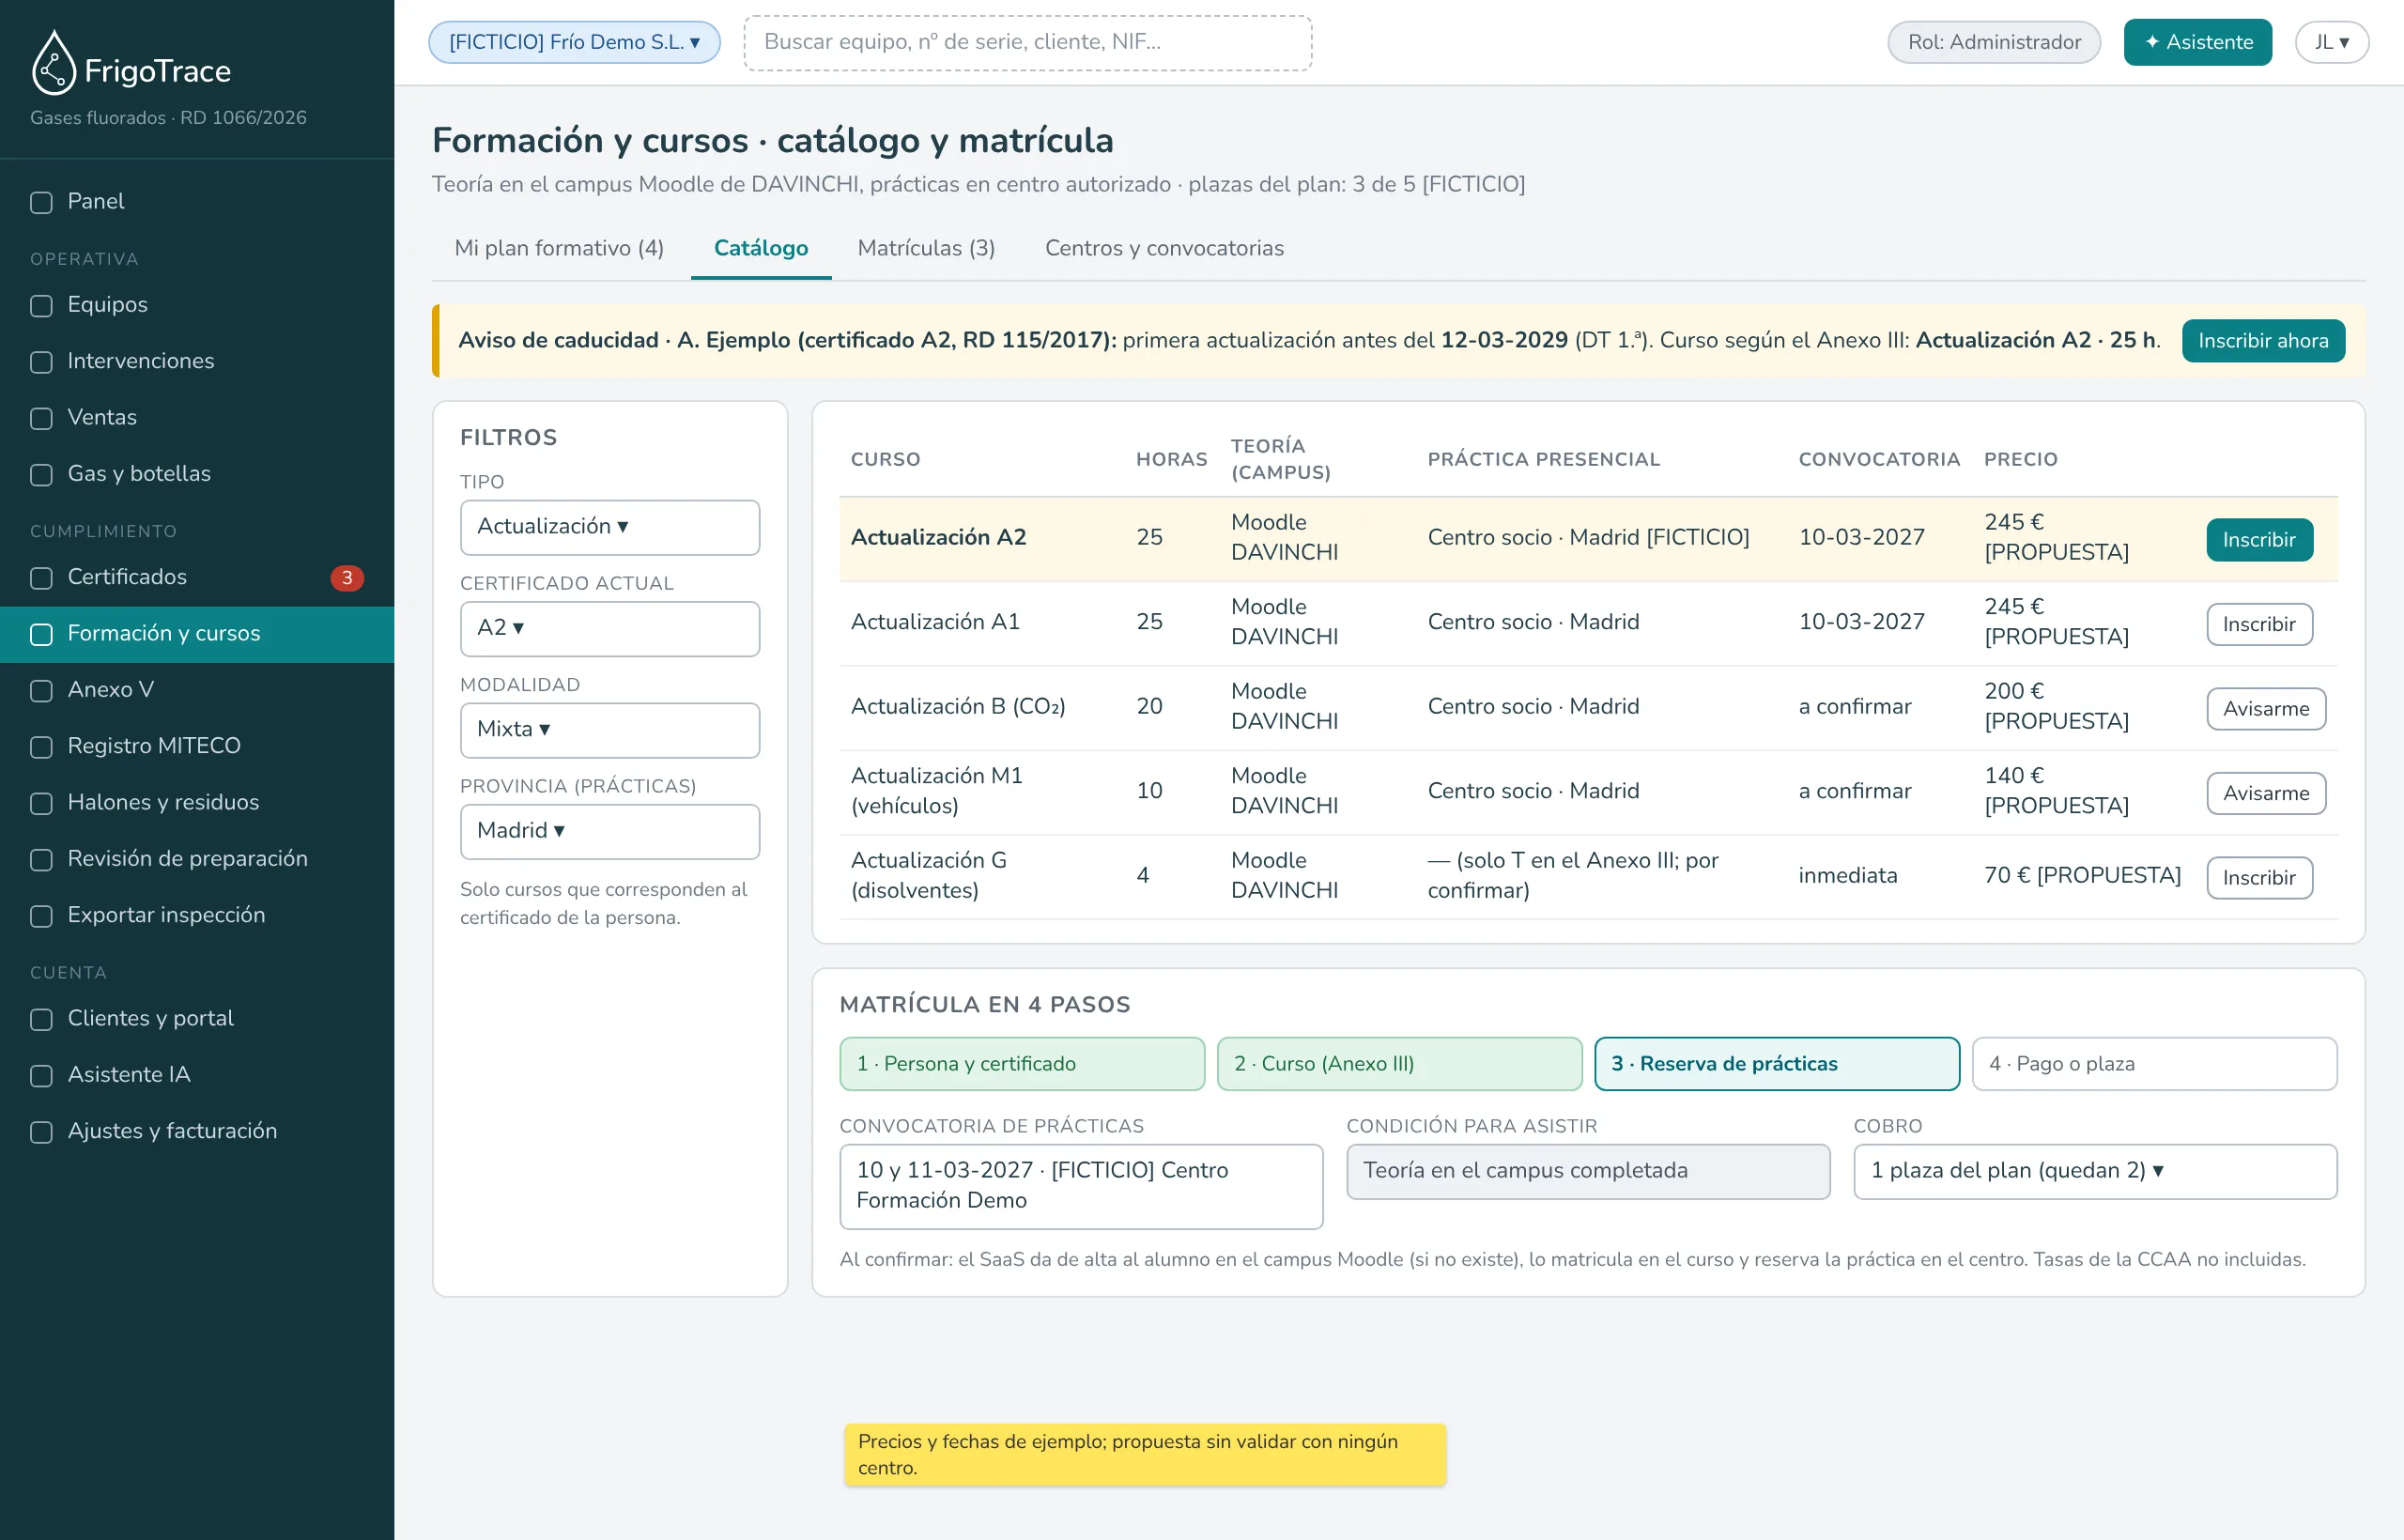 FrigoTrace
Gases fluorados · RD 1066/2026
Panel
OPERATIVA
Equipos
Intervenciones
Ventas
Gas y botellas
CUMPLIMIENTO
Certificados 3
Formación y cursos
Anexo V
Registro MITECO
Halones y residuos
Revisión de preparación
Exportar inspección
CUENTA
Clientes y portal
Asistente IA
Ajustes y facturación
[FICTICIO] Frío Demo S.L. ▾
Buscar equipo, nº de serie, cliente, NIF...
Rol: Administrador
✦ Asistente
JL ▾
Formación y cursos · catálogo y matrícula
Teoría en el campus Moodle de DAVINCHI, prácticas en centro autorizado · plazas del plan: 3 de 5 [FICTICIO]
Mi plan formativo (4) Catálogo Matrículas (3) Centros y convocatorias
Aviso de caducidad · A. Ejemplo (certificado A2, RD 115/2017): primera actualización antes del 12-03-2029 (DT 1.ª). Curso según el Anexo III: Actualización A2 · 25 h. Inscribir ahora
FILTROS
TIPO
Actualización ▾
CERTIFICADO ACTUAL
A2 ▾
MODALIDAD
Mixta ▾
PROVINCIA (PRÁCTICAS)
Madrid ▾
Solo cursos que corresponden al
certificado de la persona.
CURSO HORAS TEORÍA (CAMPUS) PRÁCTICA PRESENCIAL CONVOCATORIA PRECIO
Actualización A2 25 Moodle DAVINCHI Centro socio · Madrid [FICTICIO] 10-03-2027 245 € [PROPUESTA] Inscribir
Actualización A1 25 Moodle DAVINCHI Centro socio · Madrid 10-03-2027 245 € [PROPUESTA] Inscribir
Actualización B (CO₂) 20 Moodle DAVINCHI Centro socio · Madrid a confirmar 200 € [PROPUESTA] Avisarme
Actualización M1 (vehículos) 10 Moodle DAVINCHI Centro socio · Madrid a confirmar 140 € [PROPUESTA] Avisarme
Actualización G (disolventes) 4 Moodle DAVINCHI — (solo T en el Anexo III; por confirmar) inmediata 70 € [PROPUESTA] Inscribir
MATRÍCULA EN 4 PASOS
1 · Persona y certificado
2 · Curso (Anexo III)
3 · Reserva de prácticas
4 · Pago o plaza
CONVOCATORIA DE PRÁCTICAS
10 y 11-03-2027 · [FICTICIO] Centro
Formación Demo
CONDICIÓN PARA ASISTIR
Teoría en el campus completada
COBRO
1 plaza del plan (quedan 2) ▾
Al confirmar: el SaaS da de alta al alumno en el campus Moodle (si no existe), lo matricula en el curso y reserva la práctica en el centro. Tasas de la CCAA no incluidas.
Precios y fechas de ejemplo; propuesta sin validar con ningún
centro.